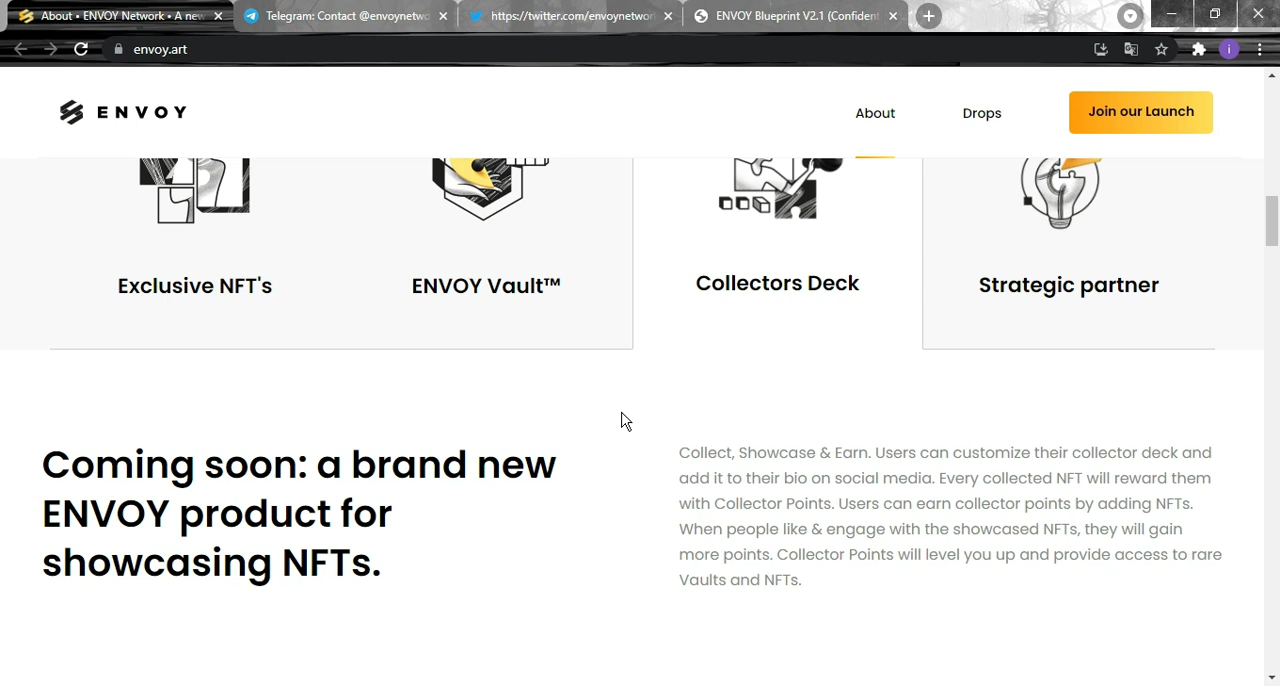 About • ENVOY Network • A new
Telegram: Contact @envoynetwo
https://twitter.com/envoynetwor
ENVOY Blueprint V2.1 (Confident
envoy.art
i
ENVOY
About
Drops
Join our Launch
Exclusive NFT's
ENVOY Vault™
Collectors Deck
Strategic partner
Coming soon: a brand new
ENVOY product for
showcasing NFTs.
Collect, Showcase & Earn. Users can customize their collector deck and
add it to their bio on social media. Every collected NFT will reward them
with Collector Points. Users can earn collector points by adding NFTs.
When people like & engage with the showcased NFTs, they will gain
more points. Collector Points will level you up and provide access to rare
Vaults and NFTs.